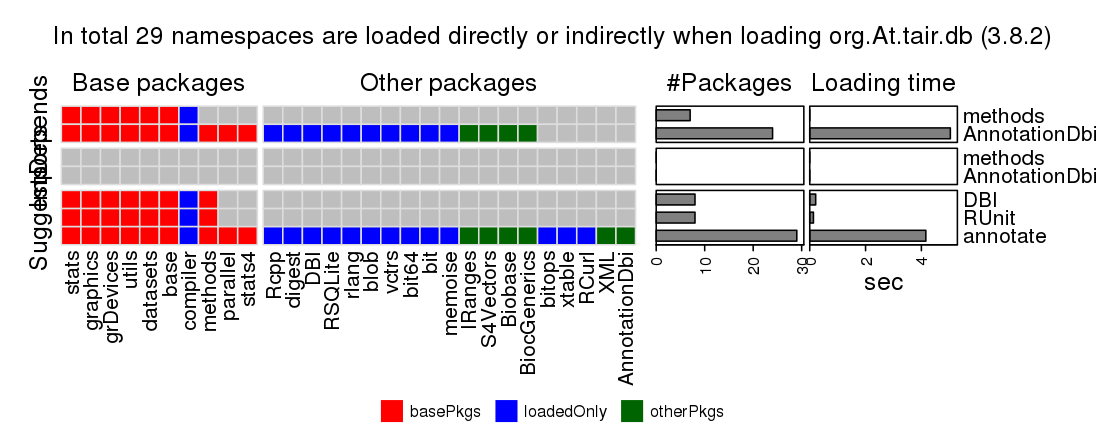 In total 29 namespaces are loaded directly or indirectly when loading org.At.tair.db (3.8.2)
Base packages
Other packages
#Packages
Loading time
methods
AnnotationDbi
methods
AnnotationDbi
DBI
RUnit
annotate
Suggests
stats
graphics
grDevices
utils
datasets
base
compiler
methods
parallel
stats4
Rcpp
digest
DBI
RSQLite
rlang
blob
vctrs
bit64
bit
memoise
IRanges
S4Vectors
Biobase
BiocGenerics
bitops
xtable
RCurl
XML
AnnotationDbi
0
10
20
30
0
2
4
sec
basePkgs
loadedOnly
otherPkgs